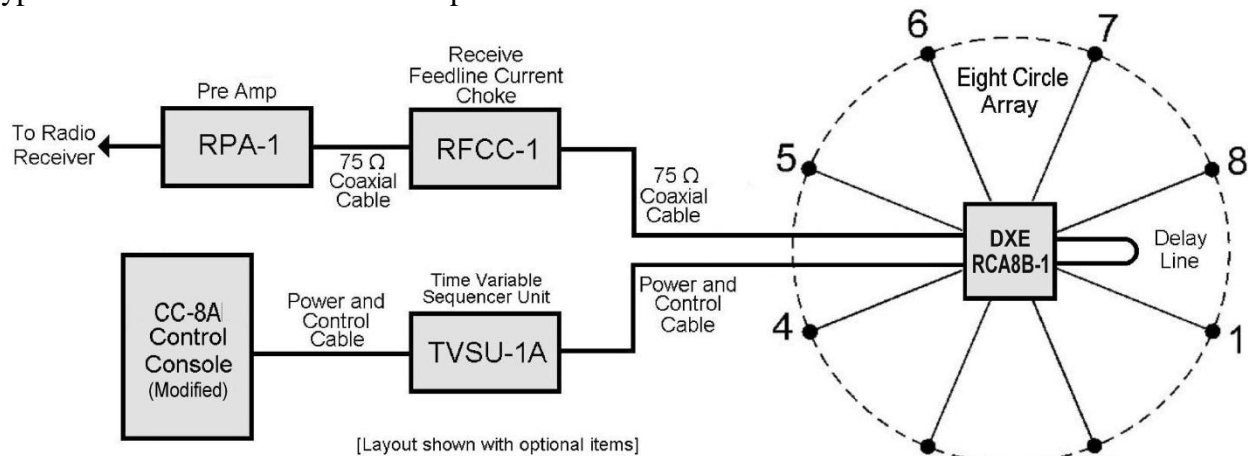 6
7
Receive
Feedline Current
Choke
Eight Circle
Array
Pre Amp
To Radio
Receiver
RPA-1
RFCC-1
75 Ω
Coaxial
Cable
75 Ω
Coaxial
Cable
5
8
DXE
RCA8B-1
Delay
Line
Time Variable
Sequencer Unit
Power and
Control
Cable
Power and
Control
Cable
CC-8A
Control
Console
(Modified)
TVSU-1A
4
1
[Layout shown with optional items]